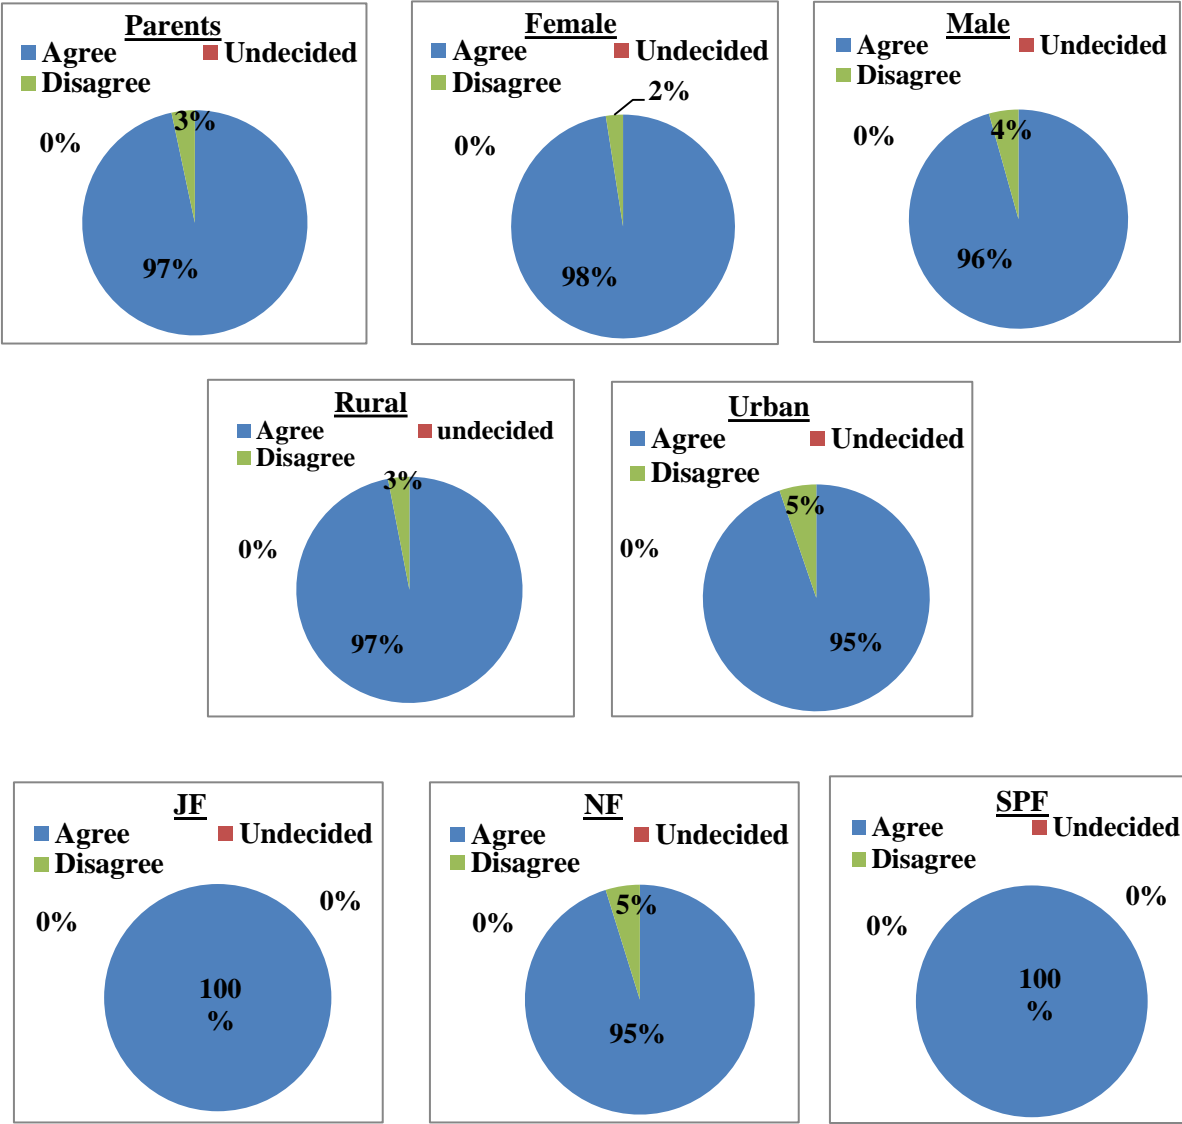 Parents
Agree Undecided
Disagree
3%
0%
97%
Female
Agree Undecided
Disagree
2%
0%
98%
Male
Agree Undecided
Disagree
4%
0%
96%
Rural
Agree undecided
Disagree
3%
0%
97%
Urban
Agree Undecided
Disagree
5%
0%
95%
JF
Agree Undecided
Disagree
0%
0%
100
%
NF
Agree Undecided
Disagree
5%
0%
95%
SPF
Agree Undecided
Disagree
0%
0%
100
%